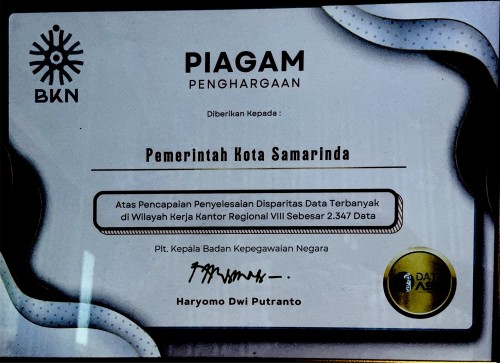 BKN
PIAGAM
PENGHARGAAN
Diberikan Kepada :
Pemerintah Kota Samarinda
Atas Pencapaian Penyelesaian Disparitas Data Terbanyak
di Wilayah Kerja Kantor Regional VIII Sebesar 2.347 Data
Plt. Kepala Badan Kepegawaian Negara
Haryomo Dwi Putranto